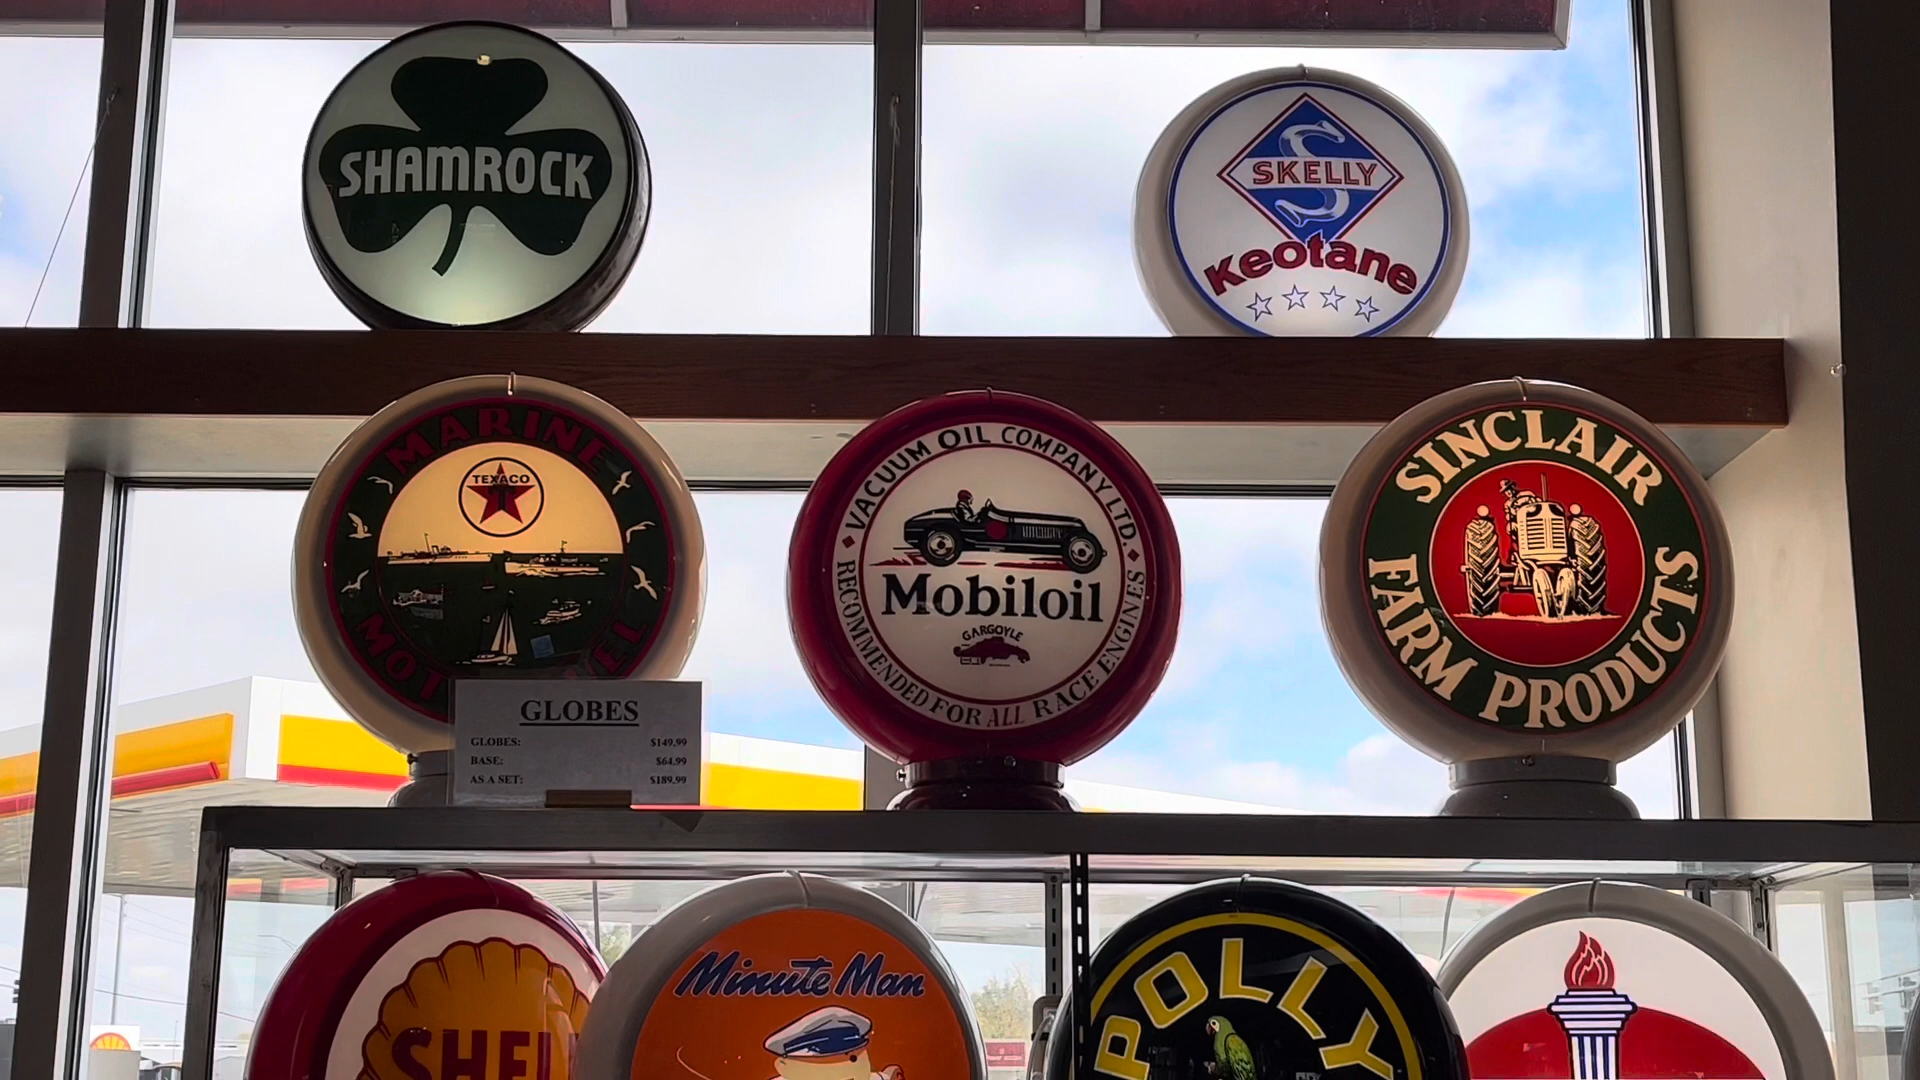 SHAMROCK
SKELLY
Keotane
MARINE
TEXACO
VACUUM OIL COMPANY LTD.
Mobiloil
GARGOYLE
RECOMMENDED FOR ALL RACE ENGINES
SINCLAIR
FARM PRODUCTS
GLOBES
GLOBES: $149.99
BASE: $64.99
AS A SET: $189.99
SHELL
Minute Man
POLLY